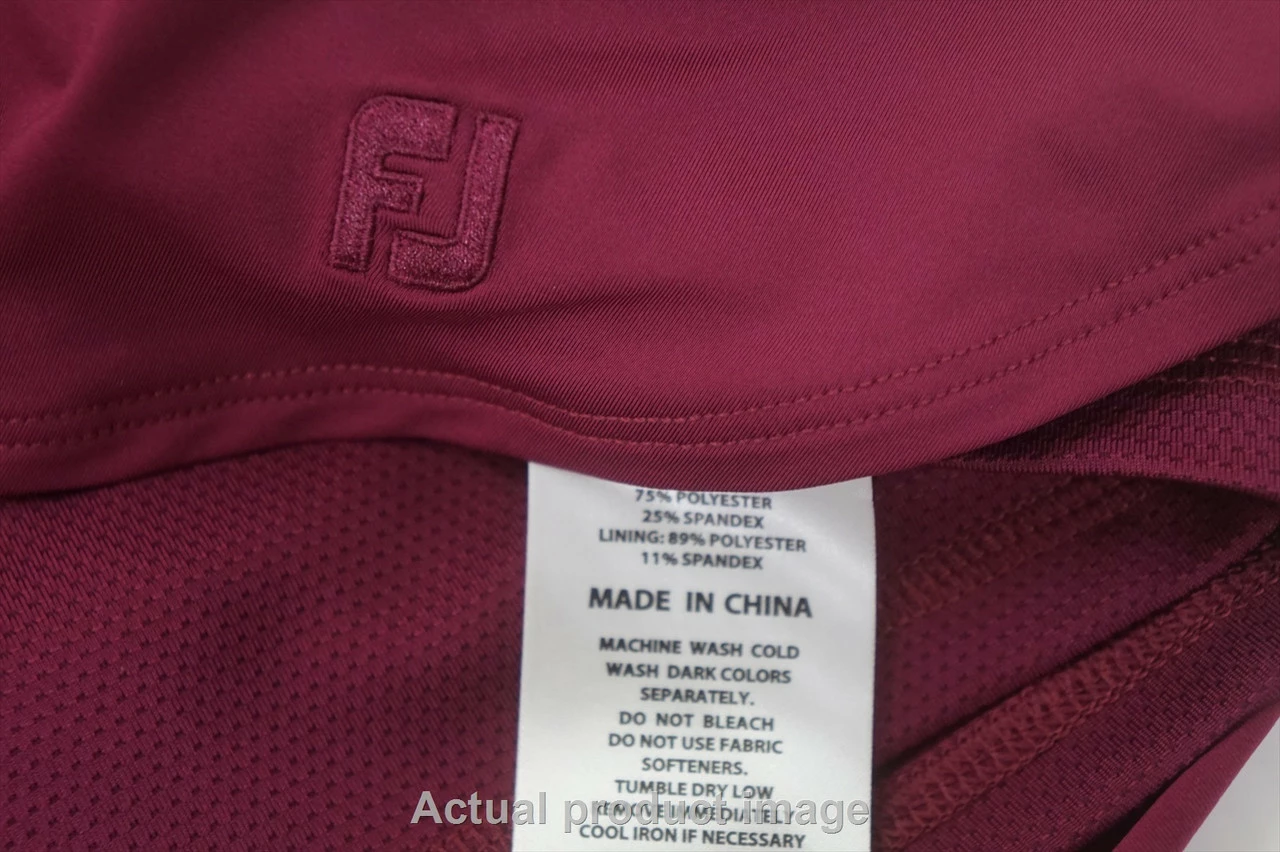 FJ
75% POLYESTER
25% SPANDEX
LINING: 89% POLYESTER
11% SPANDEX
MADE IN CHINA
MACHINE WASH COLD
WASH DARK COLORS
SEPARATELY.
DO NOT BLEACH
DO NOT USE FABRIC
SOFTENERS.
TUMBLE DRY LOW
REMOVE IMMEDIATELY
Actual product image
COOL IRON IF NECESSARY